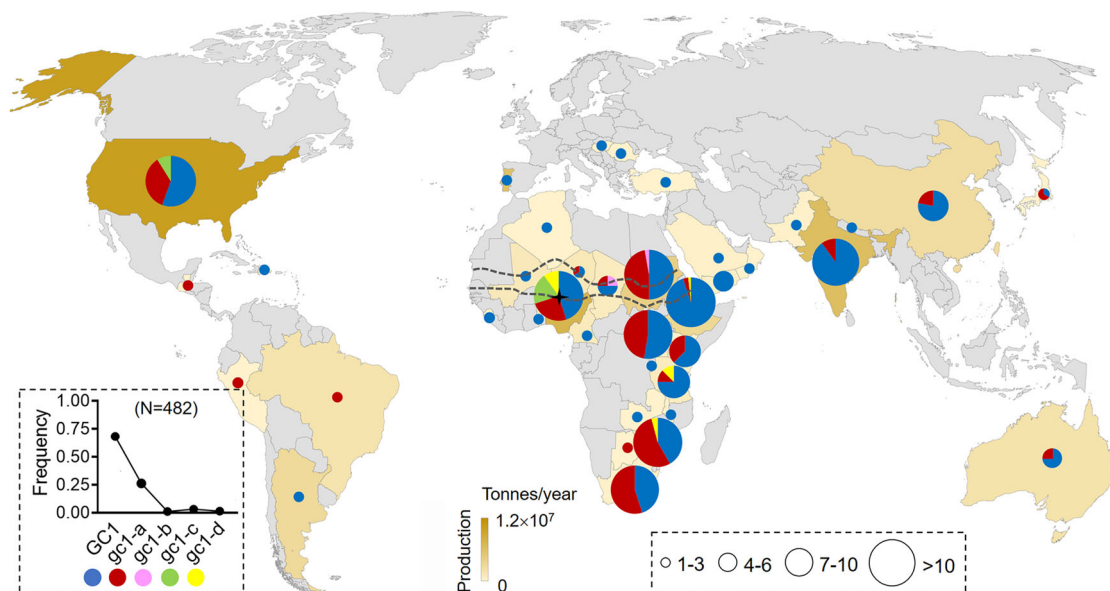 (N=482)
Frequency
1.00
0.75
0.50
0.25
0.00
GC1
gc1-a
gc1-b
gc1-c
gc1-d
Tonnes/year
Production
1.2×10⁷
0
1-3
4-6
7-10
>10